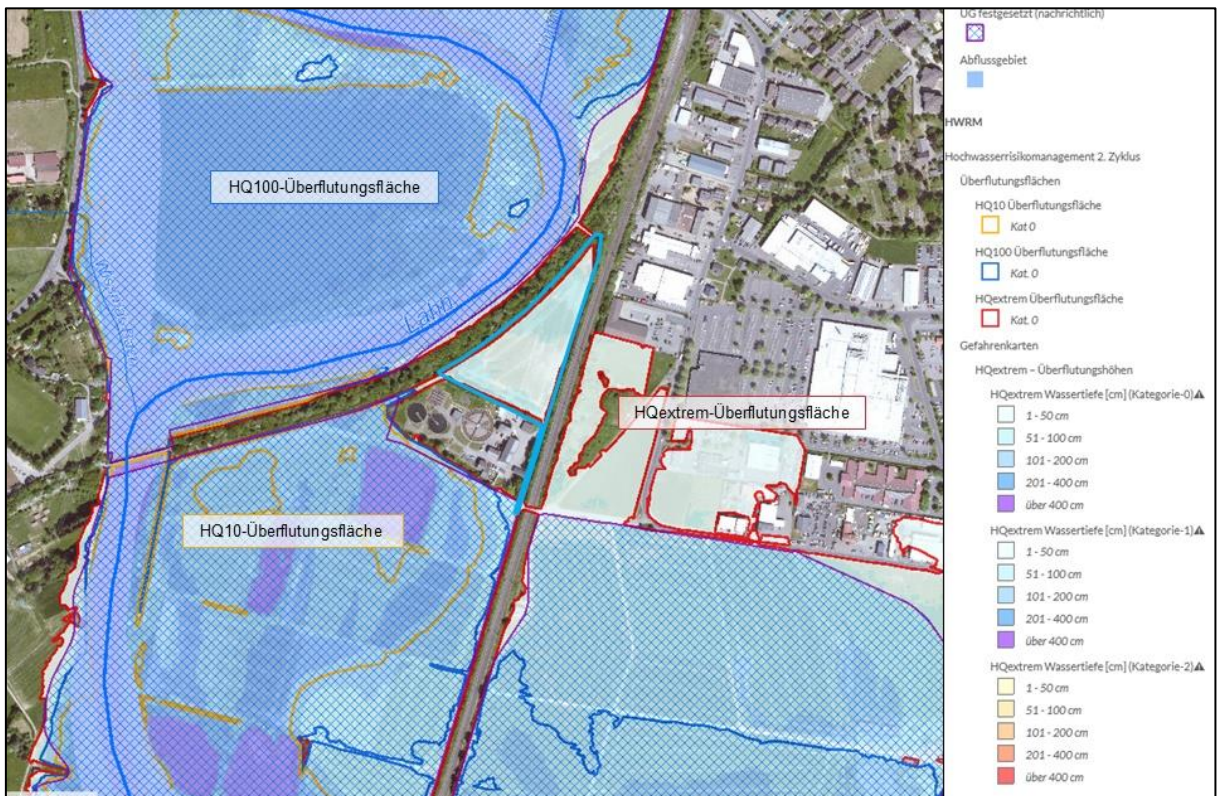 HQ100-Überflutungsfläche
Lahn
HQextrem-Überflutungsfläche
HQ10-Überflutungsfläche
ÜG festgesetzt (nachrichtlich)
Abflussgebiet
HWRM
Hochwasserrisikomanagement 2. Zyklus
Überflutungsflächen
HQ10 Überflutungsfläche
Kat 0
HQ100 Überflutungsfläche
Kat. 0
HQextrem Überflutungsfläche
Kat. 0
Gefahrenkarten
HQextrem – Überflutungshöhen
HQextrem Wassertiefe [cm] (Kategorie-0)
1 - 50 cm
51 - 100 cm
101 - 200 cm
201 - 400 cm
über 400 cm
HQextrem Wassertiefe [cm] (Kategorie-1)
1 - 50 cm
51 - 100 cm
101 - 200 cm
201 - 400 cm
über 400 cm
HQextrem Wassertiefe [cm] (Kategorie-2)
1 - 50 cm
51 - 100 cm
101 - 200 cm
201 - 400 cm
über 400 cm